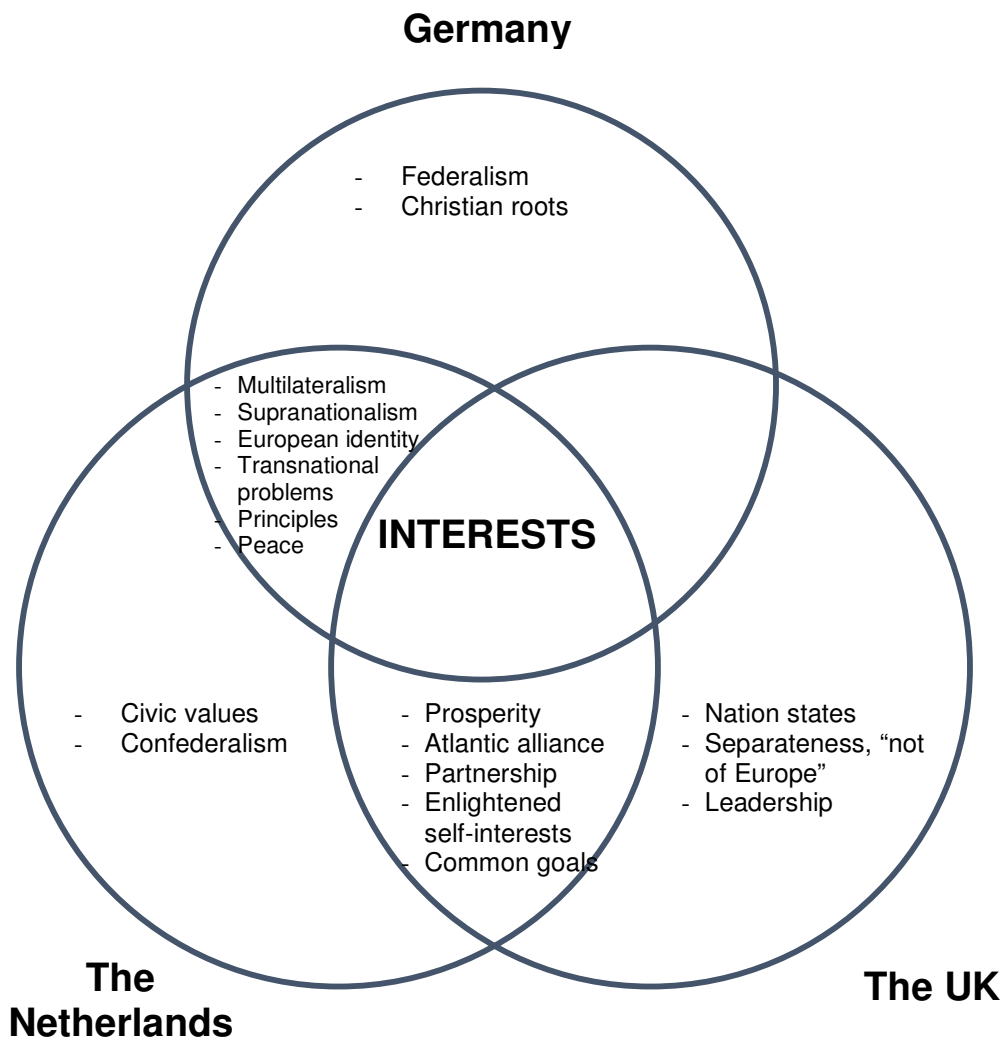 Germany
- Federalism
- Christian roots
- Multilateralism
- Supranationalism
- European identity
- Transnational
problems
- Principles
- Peace
INTERESTS
- Civic values
- Confederalism
- Prosperity
- Atlantic alliance
- Partnership
- Enlightened
self-interests
- Common goals
- Nation states
- Separateness, “not
of Europe”
- Leadership
The
Netherlands
The UK